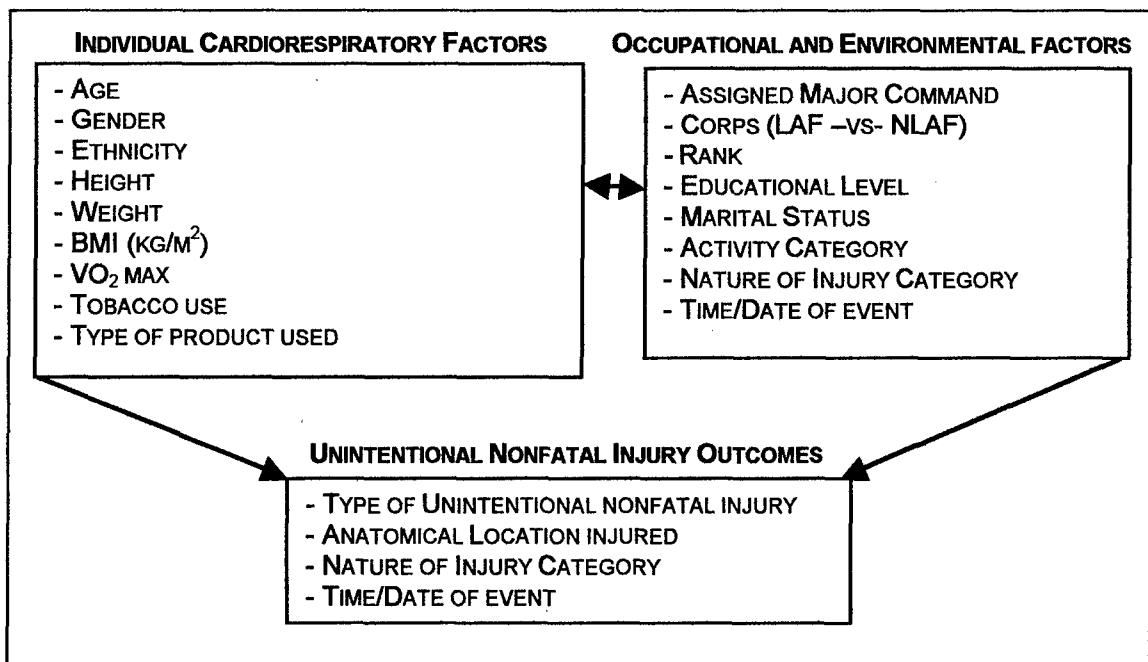 INDIVIDUAL CARDIORESPIRATORY FACTORS
- AGE
- GENDER
- ETHNICITY
- HEIGHT
- WEIGHT
- BMI (KG/M²)
- VO₂ MAX
- TOBACCO USE
- TYPE OF PRODUCT USED
OCCUPATIONAL AND ENVIRONMENTAL FACTORS
- ASSIGNED MAJOR COMMAND
- CORPS (LAF –VS- NLAF)
- RANK
- EDUCATIONAL LEVEL
- MARITAL STATUS
- ACTIVITY CATEGORY
- NATURE OF INJURY CATEGORY
- TIME/DATE OF EVENT
UNINTENTIONAL NONFATAL INJURY OUTCOMES
- TYPE OF UNINTENTIONAL NONFATAL INJURY
- ANATOMICAL LOCATION INJURED
- NATURE OF INJURY CATEGORY
- TIME/DATE OF EVENT